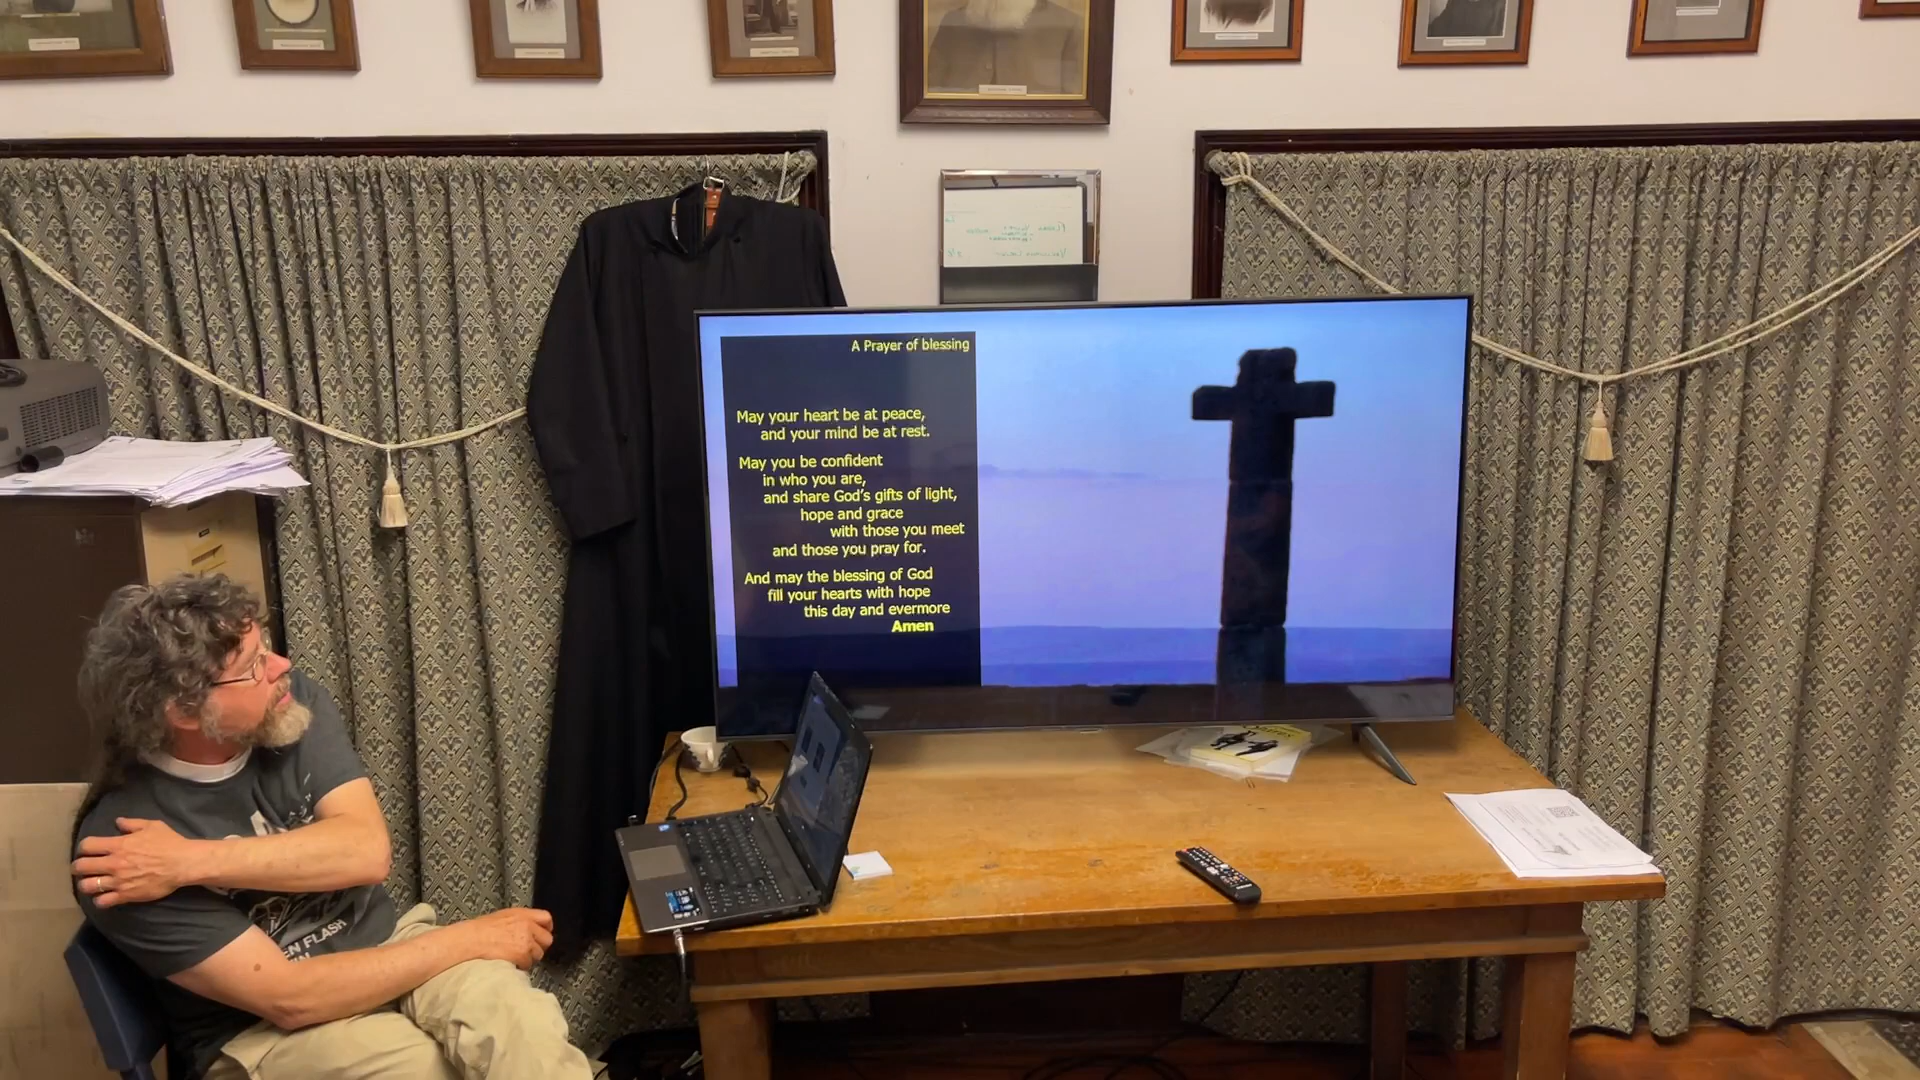 A Prayer of blessing
May your heart be at peace,
and your mind be at rest.
May you be confident
in who you are,
and share God's gifts of light,
hope and grace
with those you meet
and those you pray for.
And may the blessing of God
fill your hearts with hope
this day and evermore
Amen
FLASH